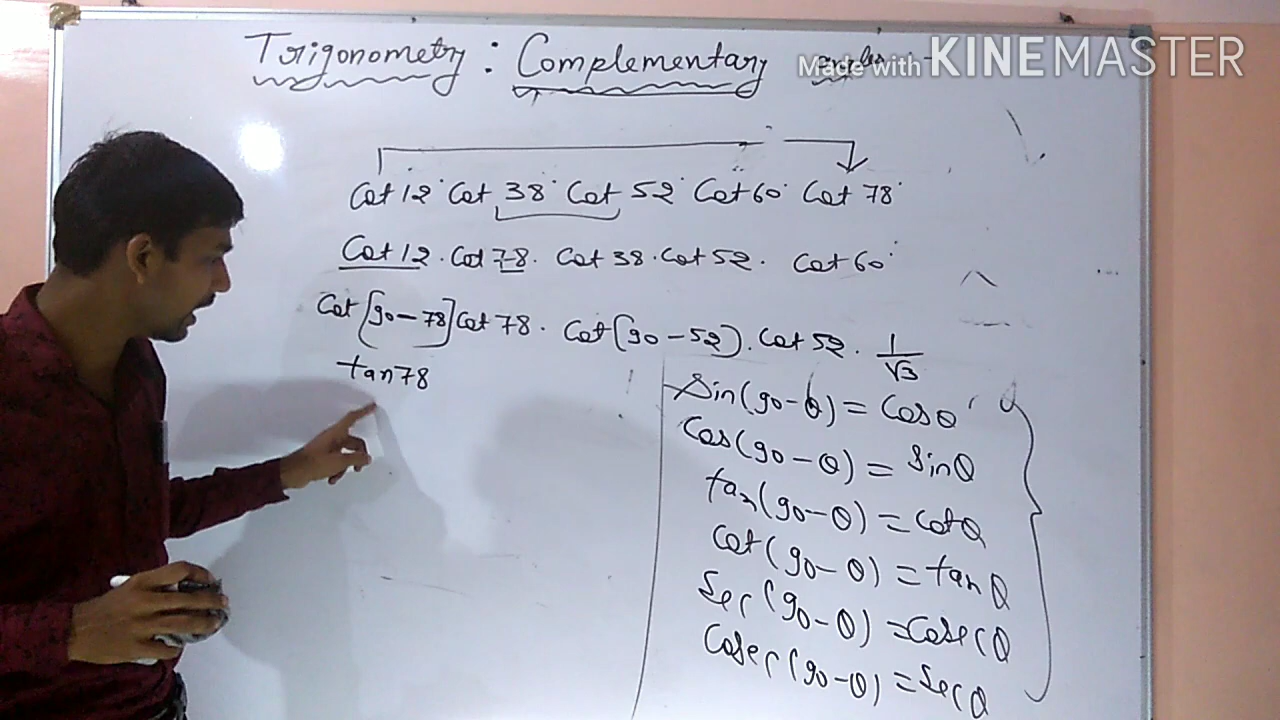 Trigonometry : Complementary angles :-
Made with KINEMASTER
Cot 12° Cot 38° Cot 52° Cot 60° Cot 78°
Cot 12 . Cot 78 . Cot 38 . Cot 52 . Cot 60°
Cot [90 - 78] Cot 78 . Cot (90 - 52) . Cot 52 . 1/√3
tan 78
Sin (90 - θ) = Cos θ
Cos (90 - θ) = Sin θ
tan (90 - θ) = Cot θ
Cot (90 - θ) = tan θ
Sec (90 - θ) = Cosec θ
Cosec (90 - θ) = Sec θ